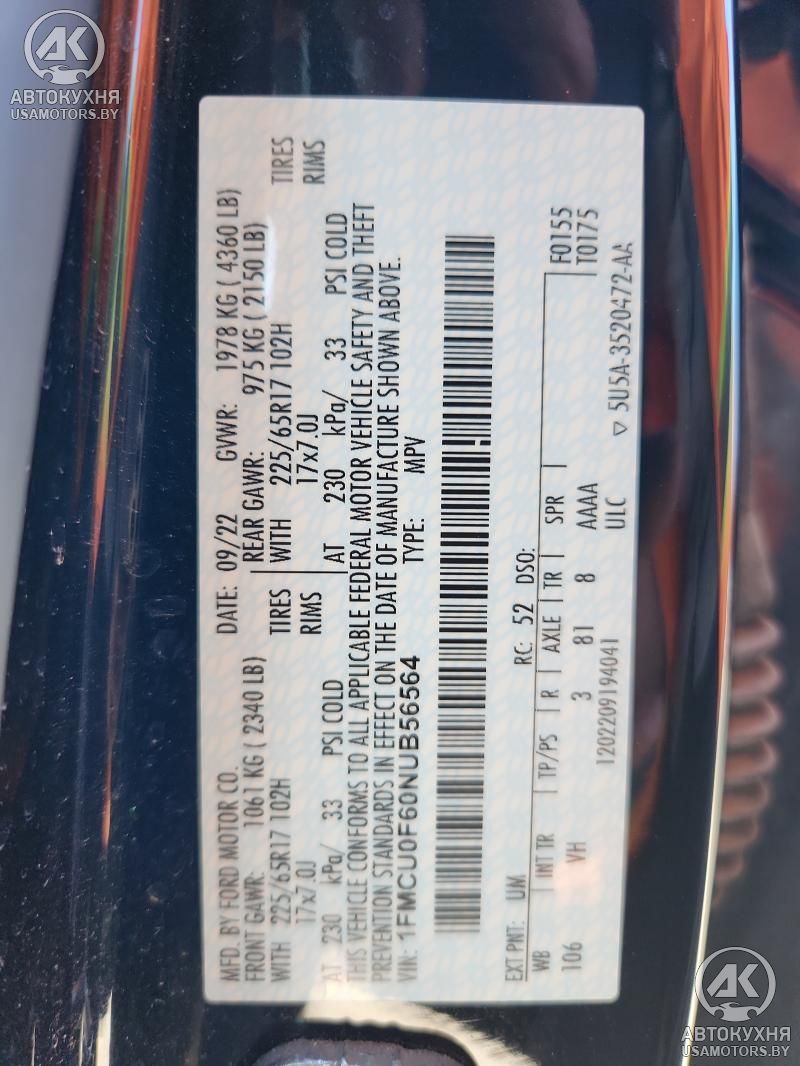 AK
АВТОКУХНЯ
USAMOTORS.BY
MFD. BY FORD MOTOR CO. DATE: 09/22 GVWR: 1978 KG ( 4360 LB)
FRONT GAWR: 1061 KG ( 2340 LB) REAR GAWR: 975 KG ( 2150 LB)
WITH 225/65R17 102H TIRES WITH 225/65R17 102H TIRES
17x7.0J RIMS 17x7.0J RIMS
AT 230 kPa/ 33 PSI COLD AT 230 kPa/ 33 PSI COLD
THIS VEHICLE CONFORMS TO ALL APPLICABLE FEDERAL MOTOR VEHICLE SAFETY AND THEFT
PREVENTION STANDARDS IN EFFECT ON THE DATE OF MANUFACTURE SHOWN ABOVE.
VIN: 1FMCU0F60NUB56564 TYPE: MPV
EXT PNT: UM RC: 52 DSO:
WB INT TR TP/PS R AXLE TR SPR F0155
106 VH 3 81 8 AAAA T0175
ULC
1202209194041 ▽ 5U5A-3520472-AA
AK
АВТОКУХНЯ
USAMOTORS.BY